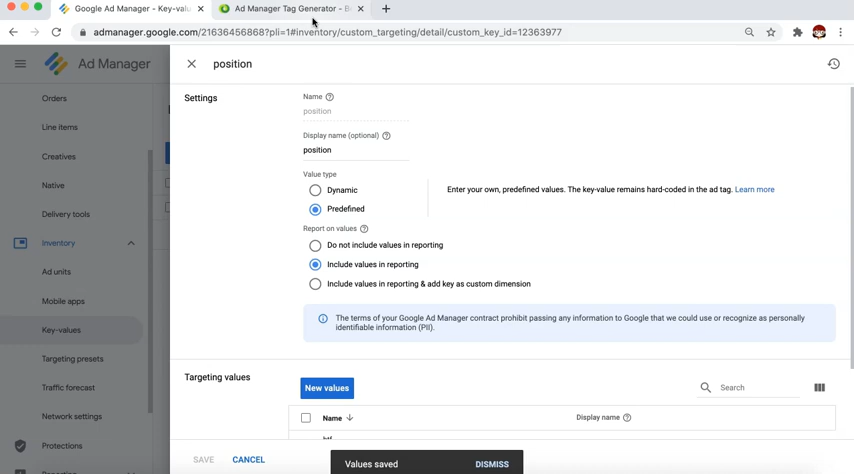 Google Ad Manager - Key-valu
Ad Manager Tag Generator - B
admanager.google.com/21636456868?pli=1#inventory/custom_targeting/detail/custom_key_id=12363977
Ad Manager
position
Orders
Line items
Creatives
Native
Delivery tools
Inventory
Ad units
Mobile apps
Key-values
Targeting presets
Traffic forecast
Network settings
Protections
Settings
Name
position
Display name (optional)
position
Value type
Dynamic
Predefined
Enter your own, predefined values. The key-value remains hard-coded in the ad tag. Learn more
Report on values
Do not include values in reporting
Include values in reporting
Include values in reporting & add key as custom dimension
The terms of your Google Ad Manager contract prohibit passing any information to Google that we could use or recognize as personally
identifiable information (PII).
Targeting values
New values
Search
Name
Display name
SAVE
CANCEL
Values saved
DISMISS